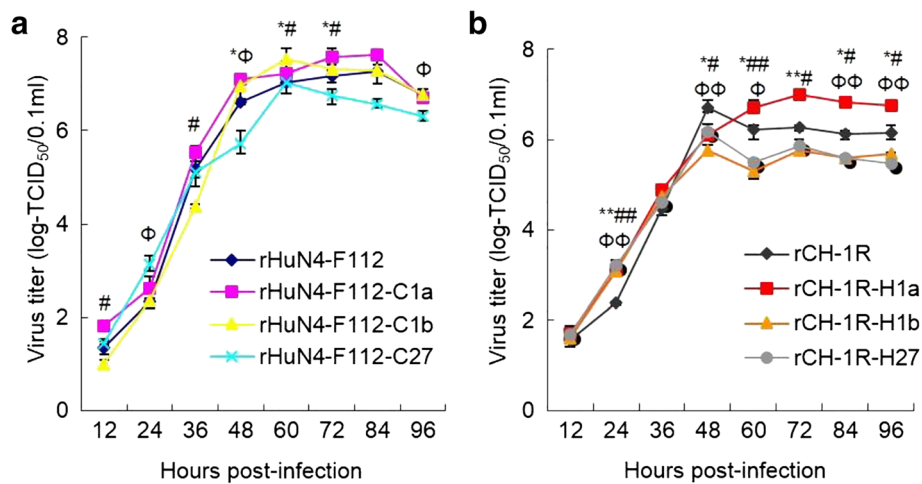 a
Virus titer (log-TCID50/0.1ml)
8
6
4
2
0
#
Φ
#
*Φ
*#
*#
Φ
rHuN4-F112
rHuN4-F112-C1a
rHuN4-F112-C1b
rHuN4-F112-C27
12 24 36 48 60 72 84 96
Hours post-infection
b
Virus titer (log-TCID50/0.1ml)
8
6
4
2
0
**##
ΦΦ
*#
ΦΦ
*##
Φ
**#
*#
ΦΦ
*#
ΦΦ
rCH-1R
rCH-1R-H1a
rCH-1R-H1b
rCH-1R-H27
12 24 36 48 60 72 84 96
Hours post-infection